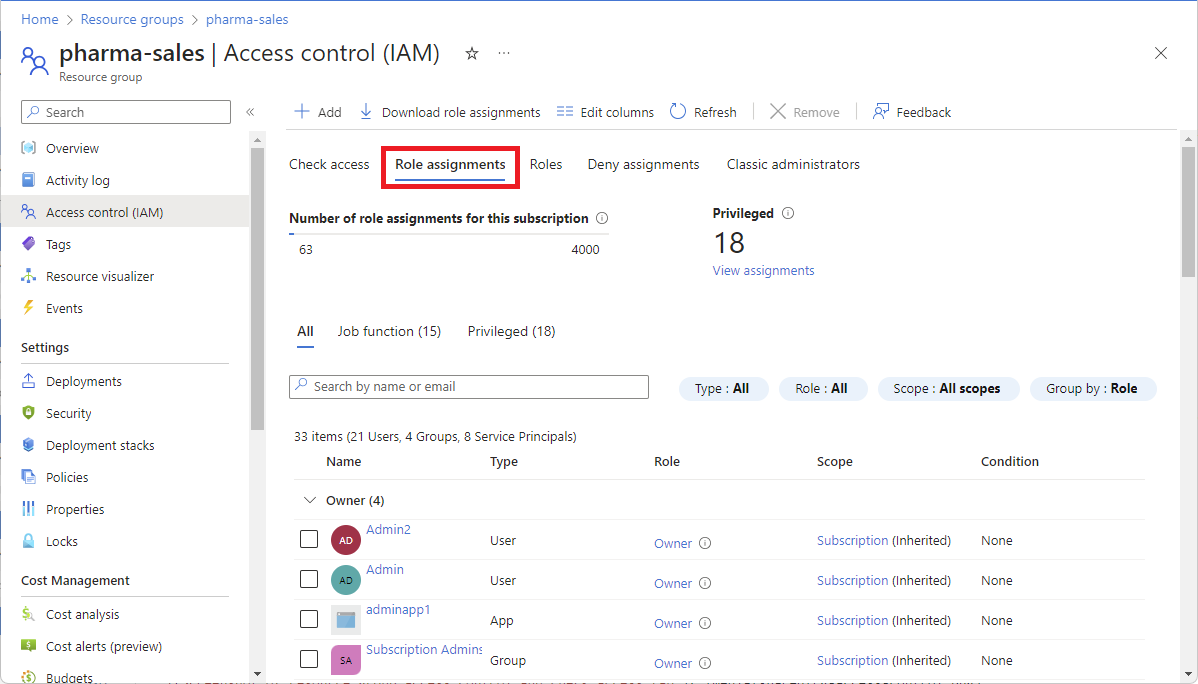 Home > Resource groups > pharma-sales
pharma-sales | Access control (IAM)
Resource group
Search
Overview
Activity log
Access control (IAM)
Tags
Resource visualizer
Events
Settings
Deployments
Security
Deployment stacks
Policies
Properties
Locks
Cost Management
Cost analysis
Cost alerts (preview)
Budgets
Add Download role assignments Edit columns Refresh Remove Feedback
Check access Role assignments Roles Deny assignments Classic administrators
Number of role assignments for this subscription
63 4000
Privileged
18
View assignments
All Job function (15) Privileged (18)
Search by name or email Type : All Role : All Scope : All scopes Group by : Role
33 items (21 Users, 4 Groups, 8 Service Principals)
Name Type Role Scope Condition
Owner (4)
AD Admin2 User Owner Subscription (Inherited) None
AD Admin User Owner Subscription (Inherited) None
adminapp1 App Owner Subscription (Inherited) None
SA Subscription Admins Group Owner Subscription (Inherited) None